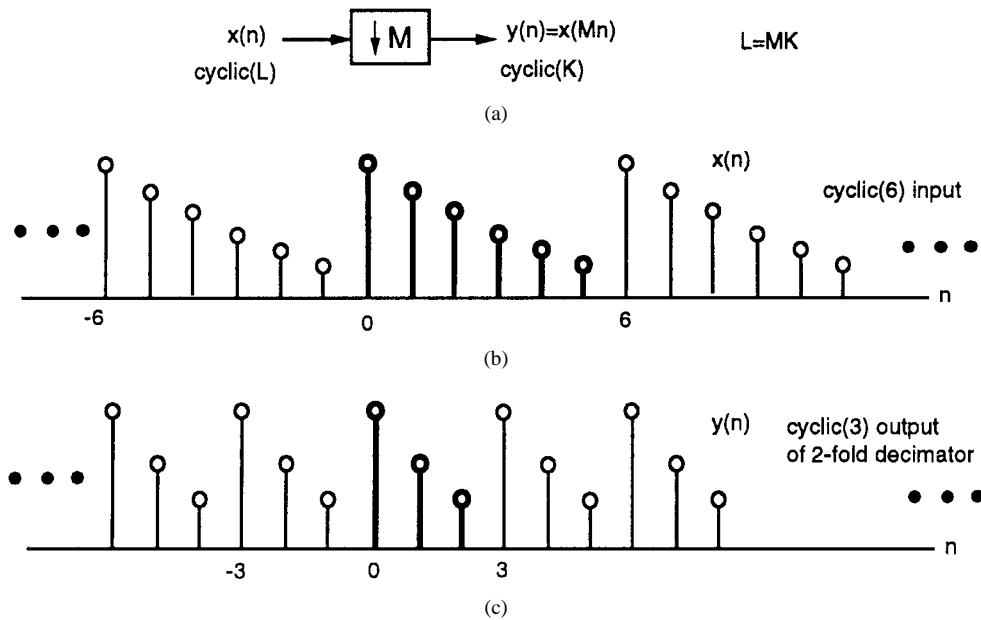 x(n)
↓ M
y(n)=x(Mn)
L=MK
cyclic(L)
cyclic(K)
(a)
x(n)
cyclic(6) input
n
-6
0
6
(b)
y(n)
cyclic(3) output
of 2-fold decimator
n
-3
0
3
(c)